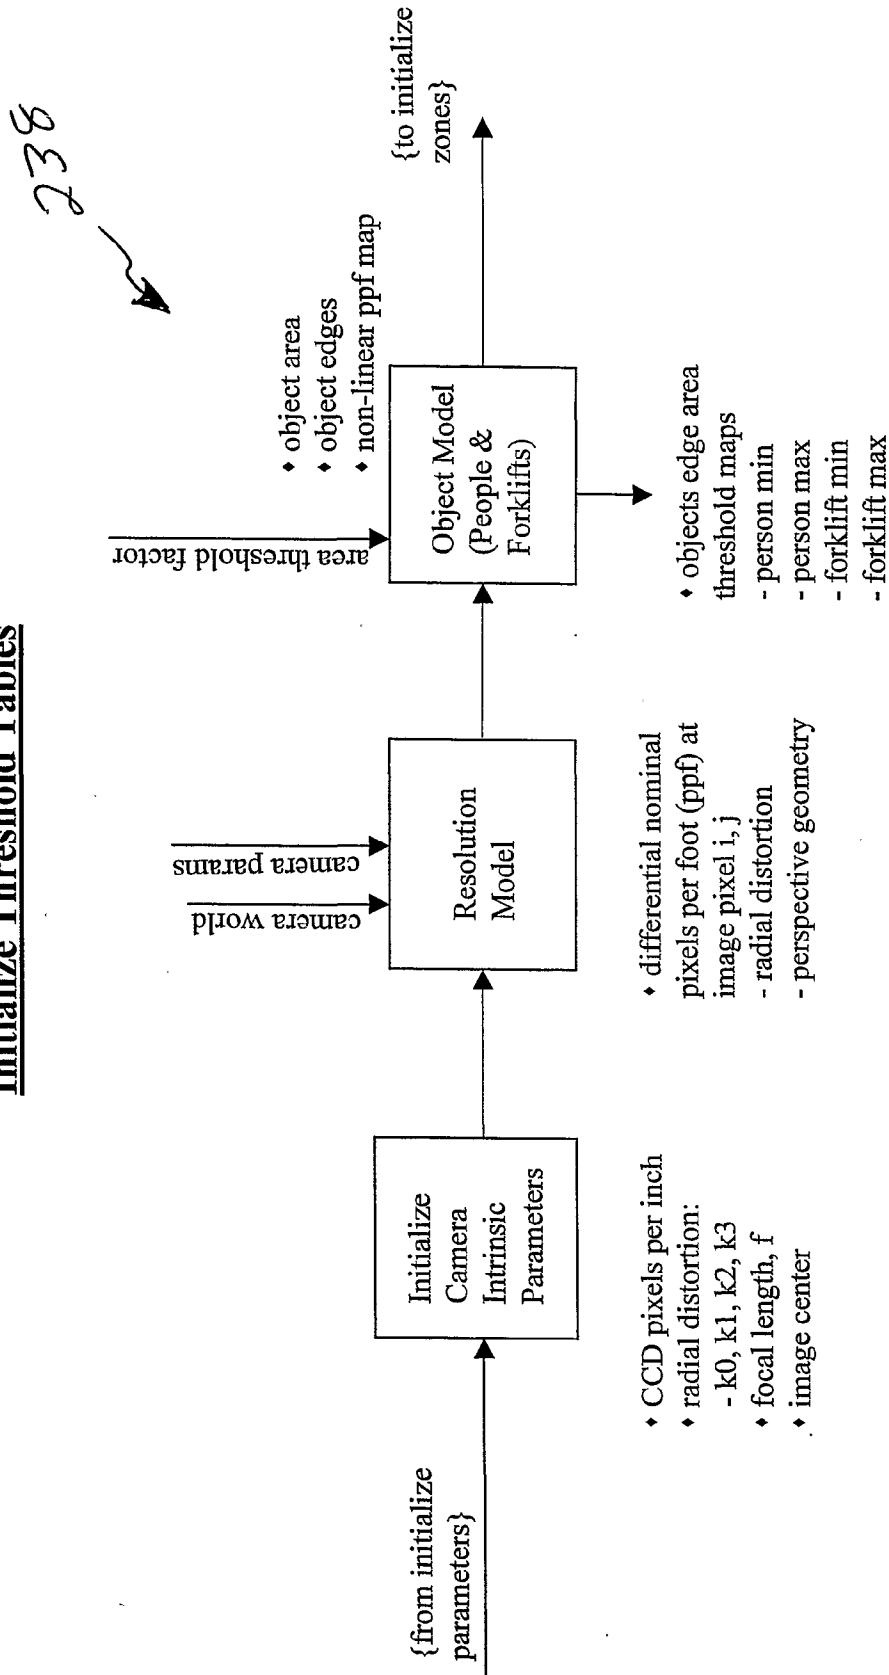 Initialize Threshold Tables
238
{from initialize
parameters}
Initialize
Camera
Intrinsic
Parameters
♦ CCD pixels per inch
♦ radial distortion:
- k0, k1, k2, k3
♦ focal length, f
♦ image center
camera world
camera params
Resolution
Model
♦ differential nominal
pixels per foot (ppf) at
image pixel i, j
- radial distortion
- perspective geometry
area threshold factor
♦ object area
♦ object edges
♦ non-linear ppf map
Object Model
(People &
Forklifts)
♦ objects edge area
threshold maps
- person min
- person max
- forklift min
- forklift max
{to initialize
zones}